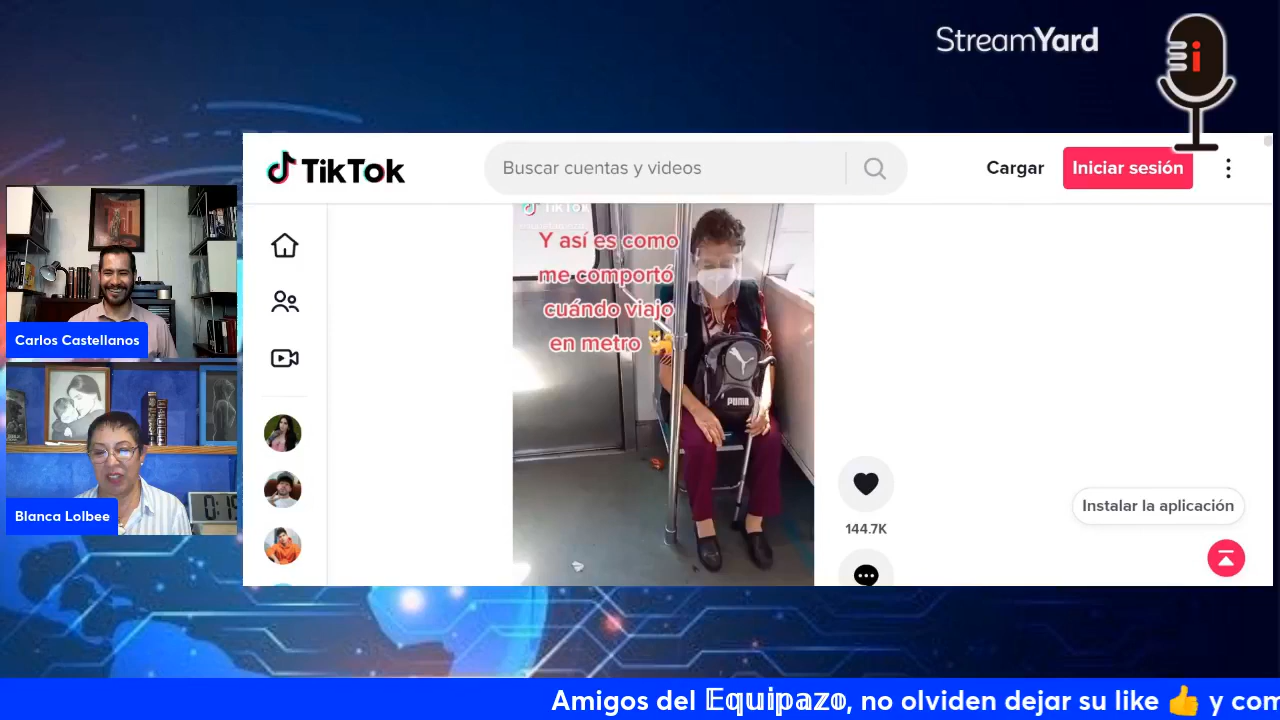 StreamYard
i
TikTok
Buscar cuentas y videos
Cargar
Iniciar sesión
TikTok
Y así es como
me comportó
cuándo viajo
en metro
PUMA
144.7K
Instalar la aplicación
Carlos Castellanos
Blanca Lolbee
Amigos del Equipazo, no olviden dejar su like 👍 y com